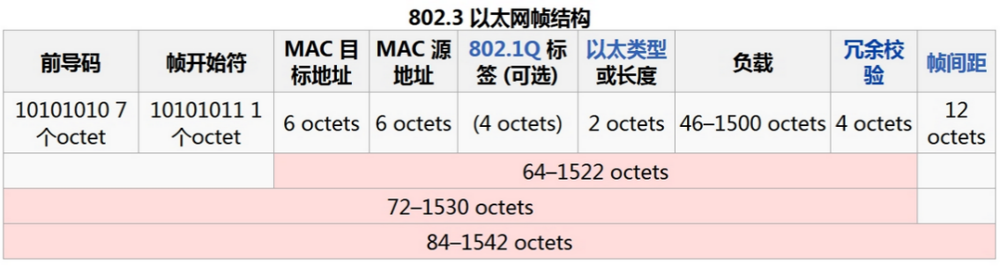 802.3 以太网帧结构
前导码 帧开始符 MAC 目标地址 MAC 源地址 802.1Q 标签 (可选) 以太类型或长度 负载 冗余校验 帧间距
10101010 7个octet 10101011 1个octet 6 octets 6 octets (4 octets) 2 octets 46–1500 octets 4 octets 12 octets
64–1522 octets
72–1530 octets
84–1542 octets